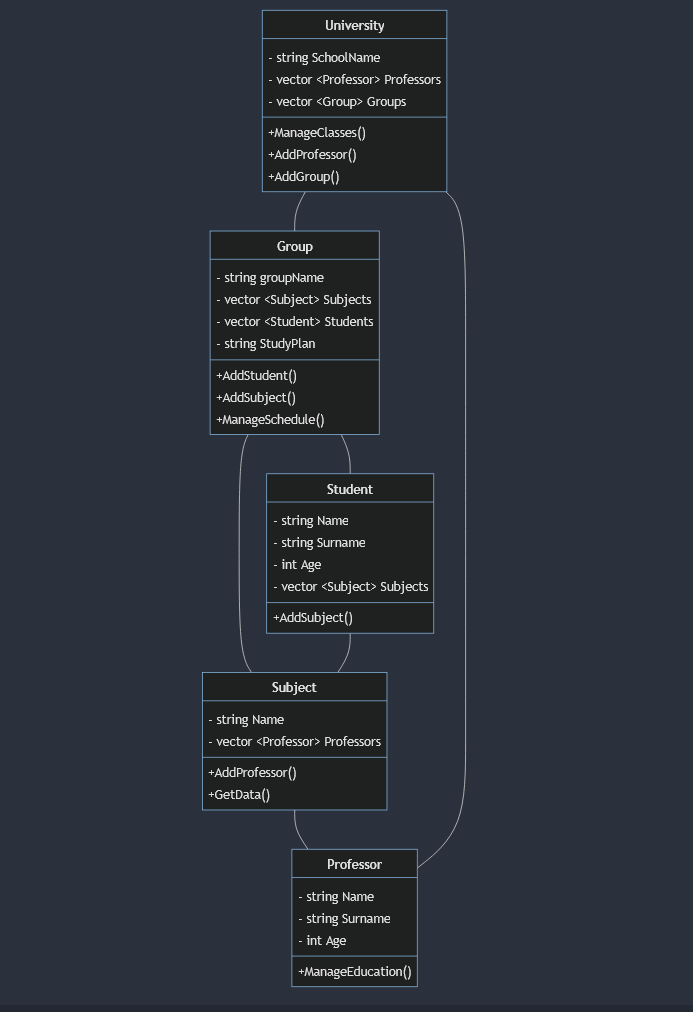 University
- string SchoolName
- vector <Professor> Professors
- vector <Group> Groups
+ManageClasses()
+AddProfessor()
+AddGroup()
Group
- string groupName
- vector <Subject> Subjects
- vector <Student> Students
- string StudyPlan
+AddStudent()
+AddSubject()
+ManageSchedule()
Student
- string Name
- string Surname
- int Age
- vector <Subject> Subjects
+AddSubject()
Subject
- string Name
- vector <Professor> Professors
+AddProfessor()
+GetData()
Professor
- string Name
- string Surname
- int Age
+ManageEducation()